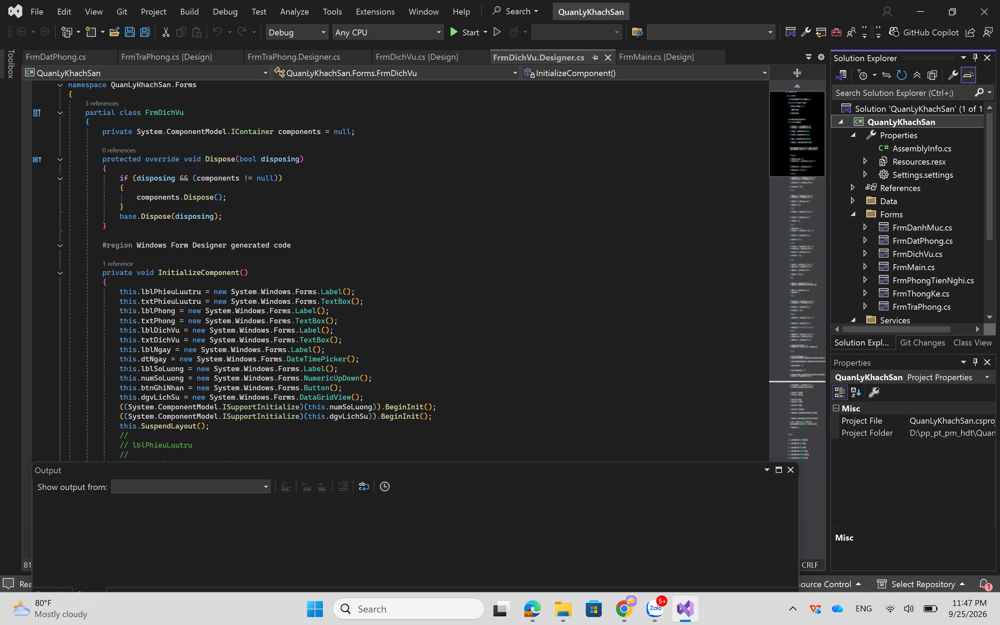 File Edit View Git Project Build Debug Test Analyze Tools Extensions Window Help Search QuanLyKhachSan
Debug Any CPU Start GitHub Copilot
Toolbox
FrmDatPhong.cs FrmTraPhong.cs [Design] FrmTraPhong.Designer.cs FrmDichVu.cs [Design] FrmDichVu.Designer.cs FrmMain.cs [Design]
QuanLyKhachSan QuanLyKhachSan.Forms.FrmDichVu InitializeComponent()
namespace QuanLyKhachSan.Forms
{
3 references
partial class FrmDichVu
{
private System.ComponentModel.IContainer components = null;
0 references
protected override void Dispose(bool disposing)
{
if (disposing && (components != null))
{
components.Dispose();
}
base.Dispose(disposing);
}
#region Windows Form Designer generated code
1 reference
private void InitializeComponent()
{
this.lblPhieuLuutru = new System.Windows.Forms.Label();
this.txtPhieuLuutru = new System.Windows.Forms.TextBox();
this.lblPhong = new System.Windows.Forms.Label();
this.txtPhong = new System.Windows.Forms.TextBox();
this.lblDichVu = new System.Windows.Forms.Label();
this.txtDichVu = new System.Windows.Forms.TextBox();
this.lblNgay = new System.Windows.Forms.Label();
this.dtNgay = new System.Windows.Forms.DateTimePicker();
this.lblSoLuong = new System.Windows.Forms.Label();
this.numSoLuong = new System.Windows.Forms.NumericUpDown();
this.btnGhiNhan = new System.Windows.Forms.Button();
this.dgvLichSu = new System.Windows.Forms.DataGridView();
((System.ComponentModel.ISupportInitialize)(this.numSoLuong)).BeginInit();
((System.ComponentModel.ISupportInitialize)(this.dgvLichSu)).BeginInit();
this.SuspendLayout();
//
// lblPhieuLuutru
//
Output
Show output from:
81
CRLF
Solution Explorer
Search Solution Explorer (Ctrl+;)
Solution 'QuanLyKhachSan' (1 of 1
QuanLyKhachSan
Properties
C# AssemblyInfo.cs
Resources.resx
Settings.settings
References
Data
Forms
FrmDanhMuc.cs
FrmDatPhong.cs
FrmDichVu.cs
FrmMain.cs
FrmPhongTienNghi.cs
FrmThongKe.cs
FrmTraPhong.cs
Services
Solution Expl... Git Changes Class View
Properties
QuanLyKhachSan Project Properties
Misc
Project File QuanLyKhachSan.cspro
Project Folder D:\pp_pt_pm_hdt\Quan
Misc
Rea ource Control Select Repository 1
80°F
Mostly cloudy
Search
Zalo 5+
ENG
11:47 PM
9/25/2026